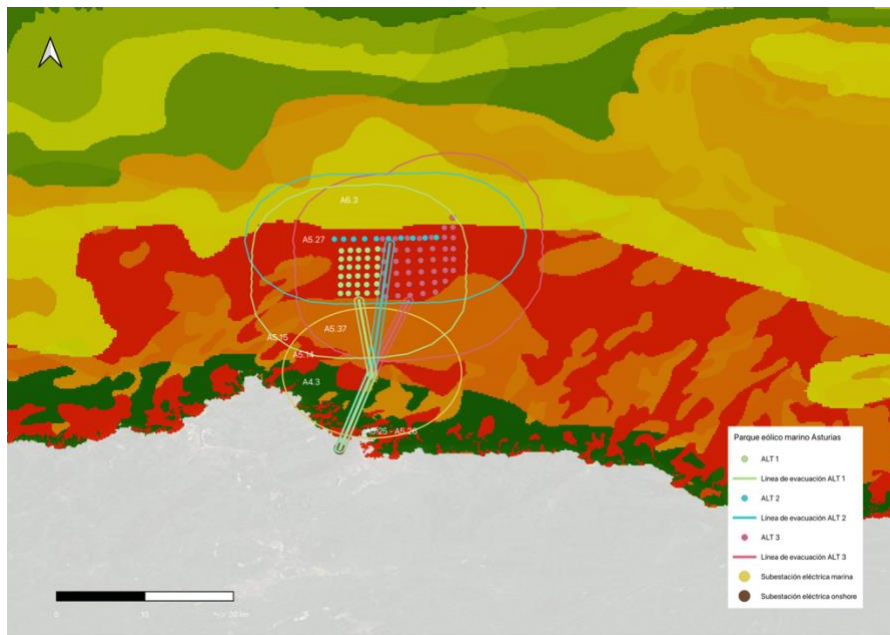 A6.3
A5.27
A5.37
A5.15
A5.14
A4.3
A5.25 - A5.26
Parque eólico marino Asturias
ALT 1
Línea de evacuación ALT 1
ALT 2
Línea de evacuación ALT 2
ALT 3
Línea de evacuación ALT 3
Subestación eléctrica marina
Subestación eléctrica onshore
0